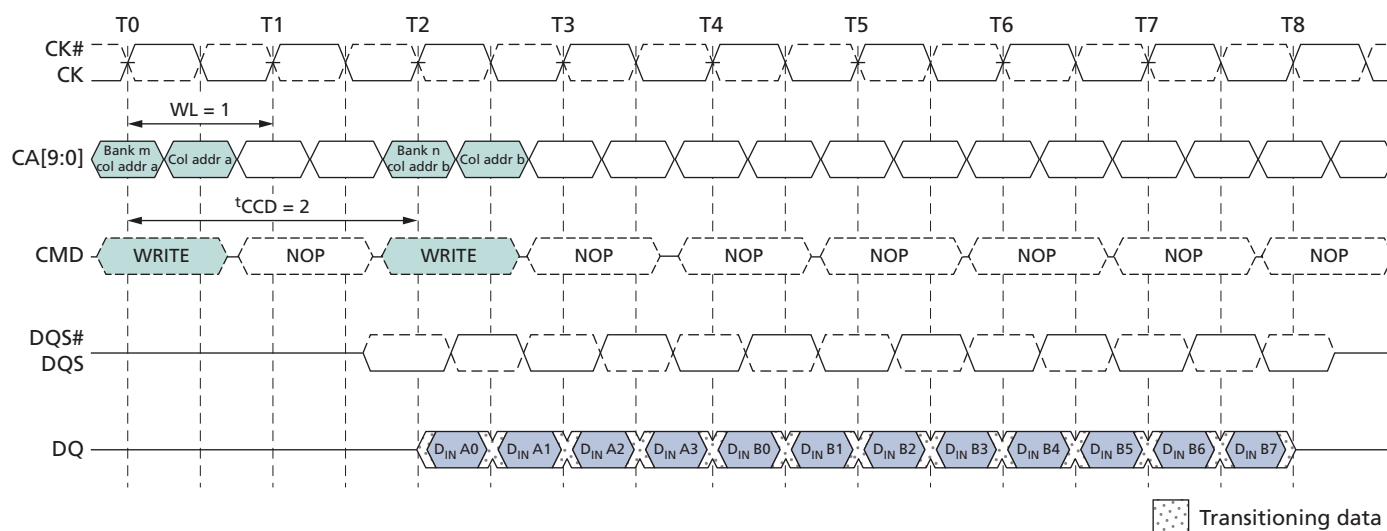 T0 T1 T2 T3 T4 T5 T6 T7 T8
CK#
CK
WL = 1
CA[9:0]
Bank m
col addr a
Col addr a
Bank n
col addr b
Col addr b
tCCD = 2
CMD WRITE NOP WRITE NOP NOP NOP NOP NOP NOP
DQS#
DQS
DQ DIN A0 DIN A1 DIN A2 DIN A3 DIN B0 DIN B1 DIN B2 DIN B3 DIN B4 DIN B5 DIN B6 DIN B7
Transitioning data